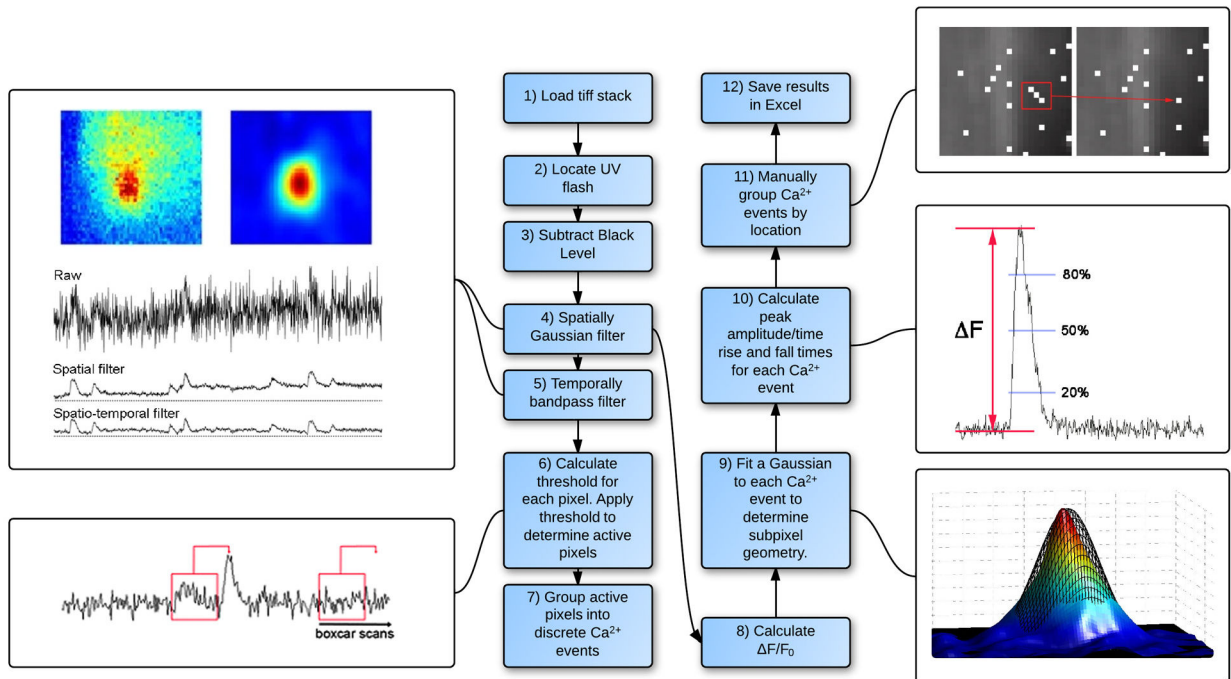 Raw
Spatial filter
Spatio-temporal filter
boxcar scans
1) Load tiff stack
2) Locate UV
flash
3) Subtract Black
Level
4) Spatially
Gaussian filter
5) Temporally
bandpass filter
6) Calculate
threshold for
each pixel. Apply
threshold to
determine active
pixels
7) Group active
pixels into
discrete Ca²⁺
events
12) Save results
in Excel
11) Manually
group Ca²⁺
events by
location
10) Calculate
peak
amplitude/time
rise and fall times
for each Ca²⁺
event
9) Fit a Gaussian
to each Ca²⁺
event to
determine
subpixel
geometry.
8) Calculate
ΔF/F₀
ΔF
80%
50%
20%